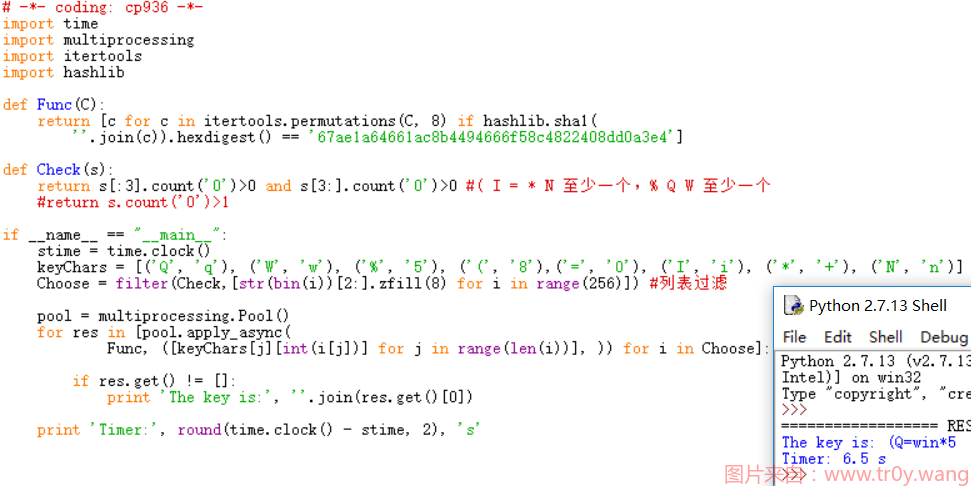 # -*- coding: cp936 -*-
import time
import multiprocessing
import itertools
import hashlib
def Func(C):
    return [c for c in itertools.permutations(C, 8) if hashlib.sha1(
        ''.join(c)).hexdigest() == '67ae1a64661ac8b4494666f58c4822408dd0a3e4']
def Check(s):
    return s[:3].count('0')>0 and s[3:].count('0')>0 #( I = * N 至少一个，% Q W 至少一个
    #return s.count('0')>1
if __name__ == "__main__":
    stime = time.clock()
    keyChars = [('Q', 'q'), ('W', 'w'), ('%', '5'), ('(', '8'),('=', '0'), ('I', 'i'), ('*', '+'), ('N', 'n')]
    Choose = filter(Check,[str(bin(i))[2:].zfill(8) for i in range(256)]) #列表过滤
    pool = multiprocessing.Pool()
    for res in [pool.apply_async(
        Func, ([keyChars[j][int(i[j])] for j in range(len(i))], )) for i in Choose]:
        if res.get() != []:
            print 'The key is:', ''.join(res.get()[0])
    print 'Timer:', round(time.clock() - stime, 2), 's'
Python 2.7.13 Shell
File Edit Shell Debug
Python 2.7.13 (v2.7.13
Intel)] on win32
Type "copyright", "cre
>>>
================== RES
The key is: (Q=win*5
Timer: 6.5 s
>>>
图片来自：www.tr0y.wang